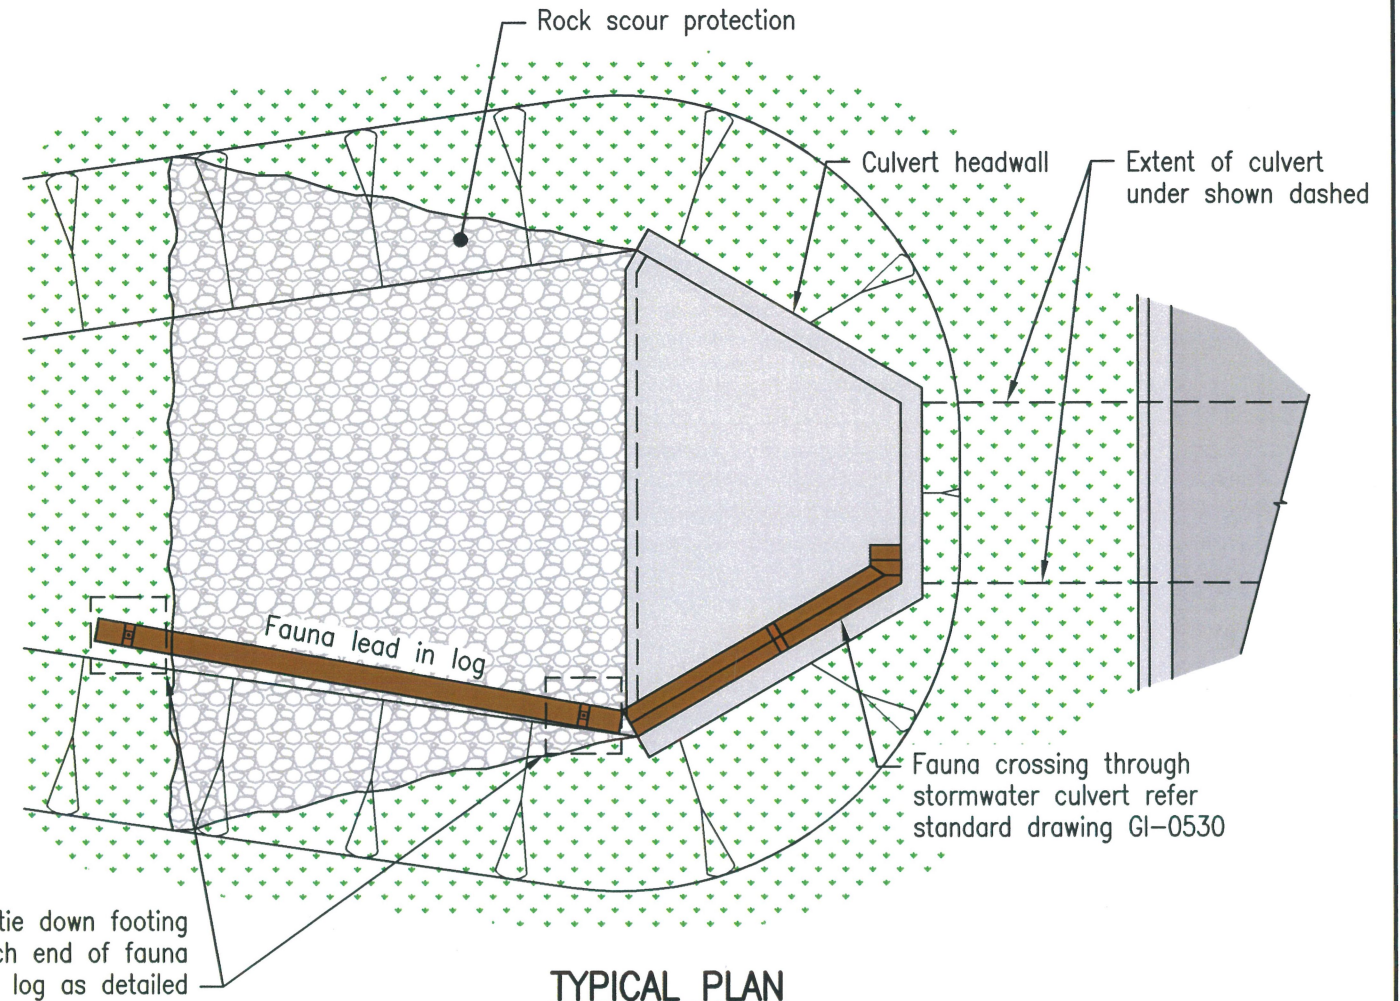 Rock scour protection
Culvert headwall
Extent of culvert
under shown dashed
Fauna lead in log
Fauna crossing through
stormwater culvert refer
standard drawing GI-0530
tie down footing
end of fauna
log as detailed
TYPICAL PLAN